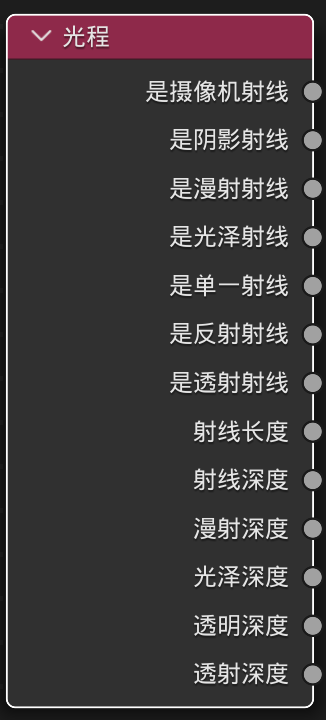 光程
是摄像机射线
是阴影射线
是漫射射线
是光泽射线
是单一射线
是反射射线
是透射射线
射线长度
射线深度
漫射深度
光泽深度
透明深度
透射深度